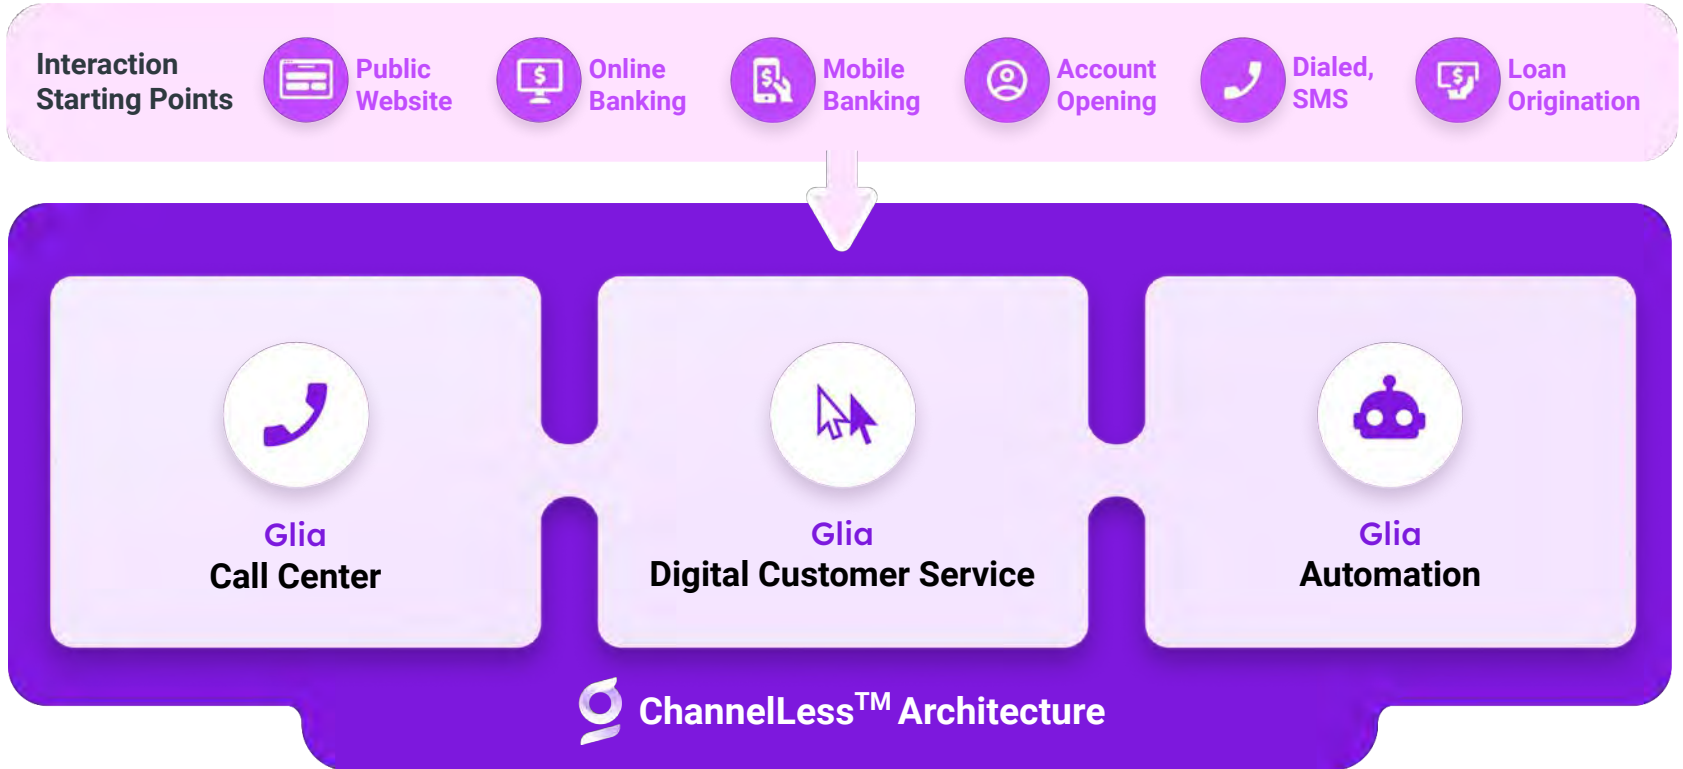 Interaction
Starting Points
Public
Website
Online
Banking
Mobile
Banking
Account
Opening
Dialed,
SMS
Loan
Origination
Glia
Call Center
Glia
Digital Customer Service
Glia
Automation
ChannelLess™ Architecture